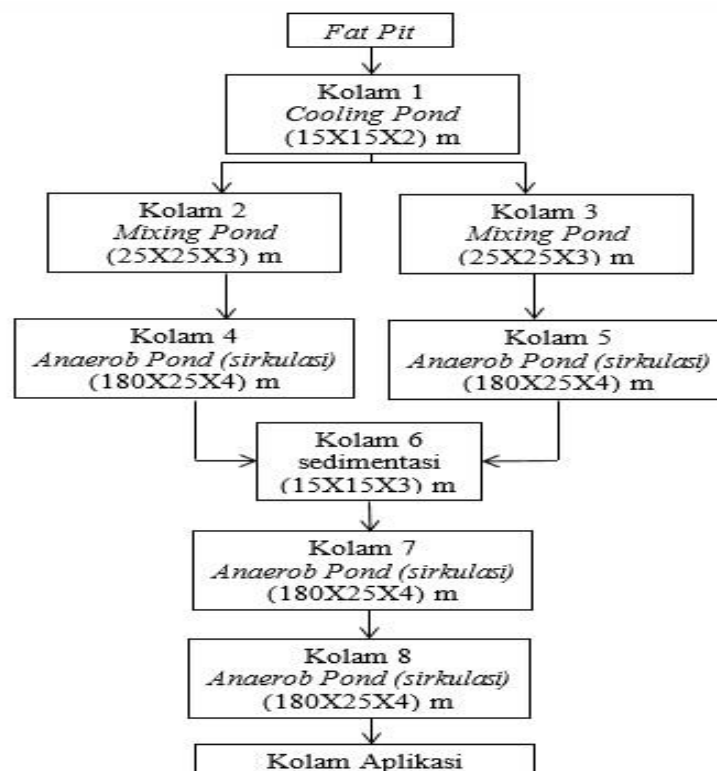 Fat Pit
Kolam 1
Cooling Pond
(15X15X2) m
Kolam 2
Mixing Pond
(25X25X3) m
Kolam 3
Mixing Pond
(25X25X3) m
Kolam 4
Anaerob Pond (sirkulasi)
(180X25X4) m
Kolam 5
Anaerob Pond (sirkulasi)
(180X25X4) m
Kolam 6
sedimentasi
(15X15X3) m
Kolam 7
Anaerob Pond (sirkulasi)
(180X25X4) m
Kolam 8
Anaerob Pond (sirkulasi)
(180X25X4) m
Kolam Aplikasi